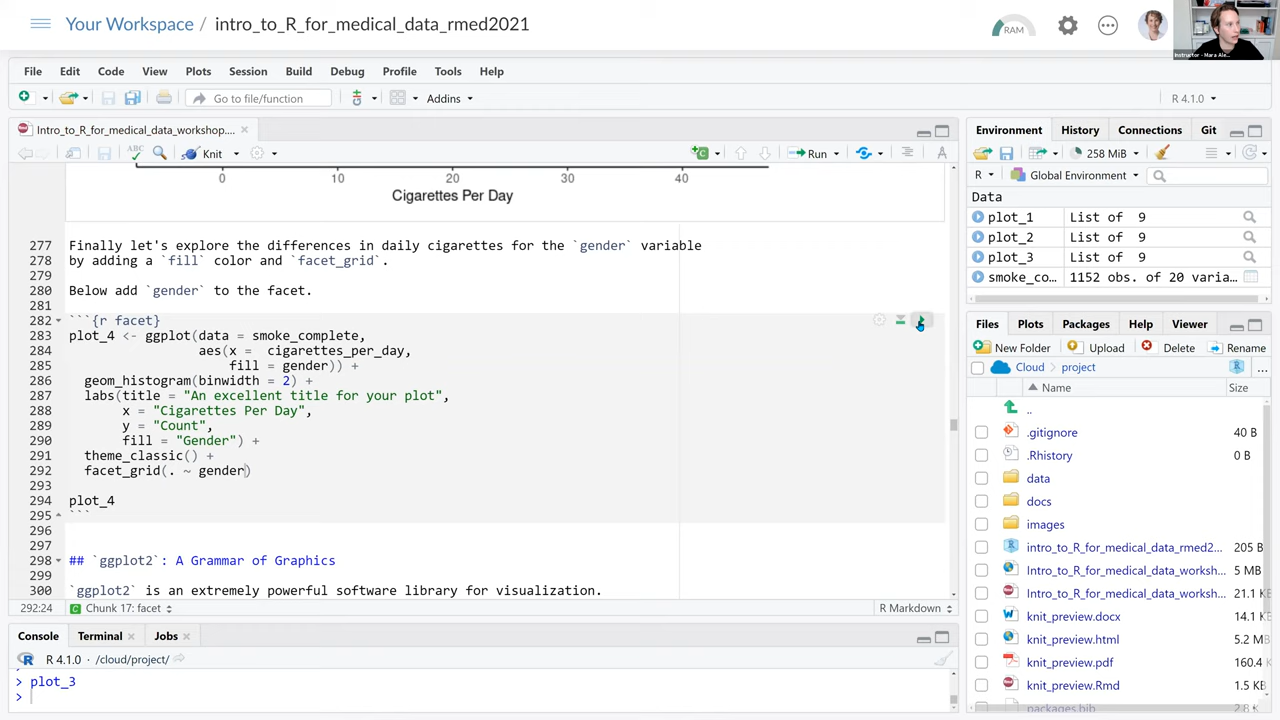 Your Workspace / intro_to_R_for_medical_data_rmed2021
RAM
Instructor - Mara Ale...
File Edit Code View Plots Session Build Debug Profile Tools Help
Go to file/function
Addins
R 4.1.0
Intro_to_R_for_medical_data_workshop....
ABC
Knit
Run
0 10 20 30 40
Cigarettes Per Day
277 Finally let's explore the differences in daily cigarettes for the `gender` variable
278 by adding a `fill` color and `facet_grid`.
279
280 Below add `gender` to the facet.
281
282 ```{r facet}
283 plot_4 <- ggplot(data = smoke_complete,
284 aes(x =  cigarettes_per_day,
285 fill = gender)) +
286 geom_histogram(binwidth = 2) +
287 labs(title = "An excellent title for your plot",
288 x = "Cigarettes Per Day",
289 y = "Count",
290 fill = "Gender") +
291 theme_classic() +
292 facet_grid(. ~ gender)
293
294 plot_4
295 ```
296
297
298 ## `ggplot2`: A Grammar of Graphics
299
300 `ggplot2` is an extremely powerful software library for visualization.
292:24 Chunk 17: facet R Markdown
Console Terminal Jobs
R 4.1.0 · /cloud/project/
> plot_3
>
Environment History Connections Git
258 MiB
R Global Environment
Data
plot_1 List of 9
plot_2 List of 9
plot_3 List of 9
smoke_co... 1152 obs. of 20 varia...
Files Plots Packages Help Viewer
New Folder Upload Delete Rename
Cloud project ...
Name Size
..
.gitignore 40 B
.Rhistory 0 B
data
docs
images
intro_to_R_for_medical_data_rmed2... 205 B
Intro_to_R_for_medical_data_worksh... 5 MB
Intro_to_R_for_medical_data_worksh... 21.1 K
knit_preview.docx 14.1 K
knit_preview.html 5.2 M
knit_preview.pdf 160.4
knit_preview.Rmd 1.5 KB
packages.bib 2.8 K